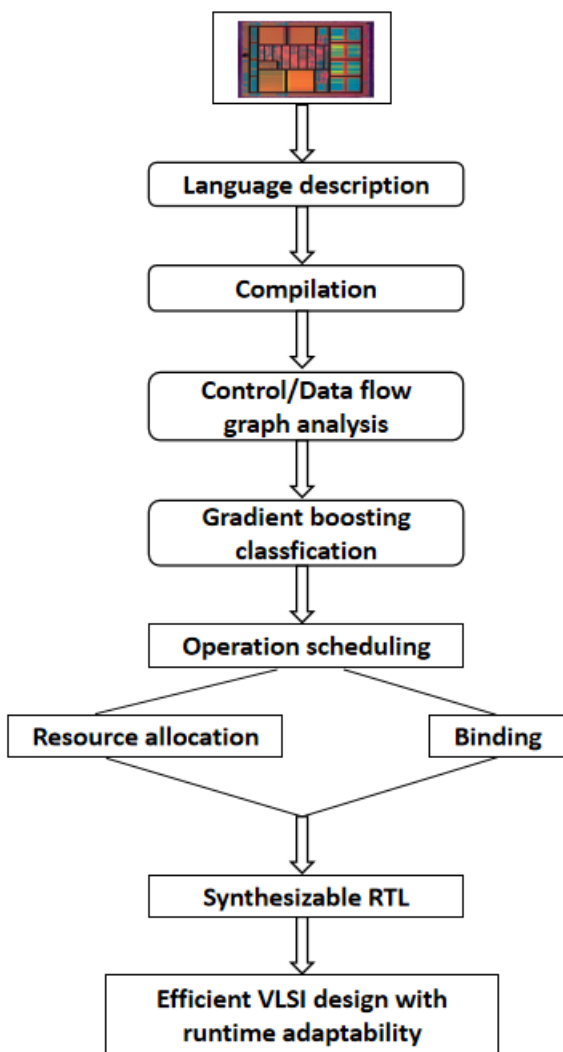 Language description
Compilation
Control/Data flow
graph analysis
Gradient boosting
classfication
Operation scheduling
Resource allocation
Binding
Synthesizable RTL
Efficient VLSI design with
runtime adaptability